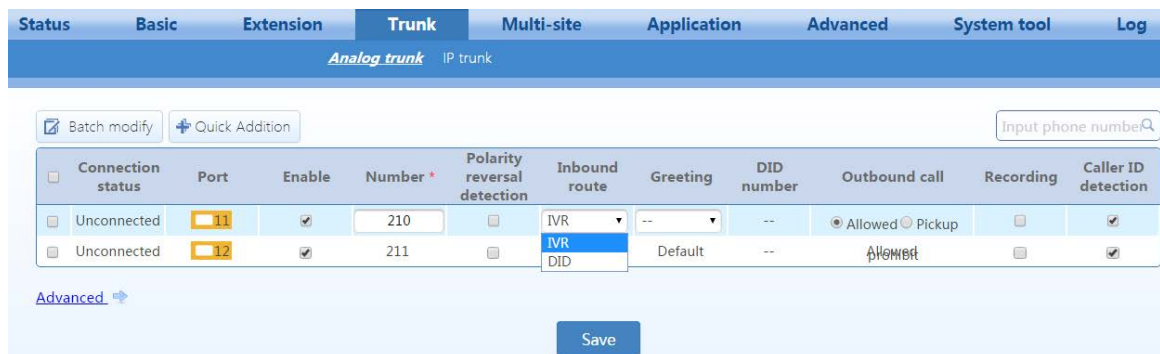 Status Basic Extension Trunk Multi-site Application Advanced System tool Log
Analog trunk IP trunk
Batch modify Quick Addition Input phone number
Connection status Port Enable Number * Polarity reversal detection Inbound route Greeting DID number Outbound call Recording Caller ID detection
Unconnected 11 210 IVR -- -- Allowed Pickup
IVR
Unconnected 12 211 Default -- Allowed prohibit
DID
Advanced
Save